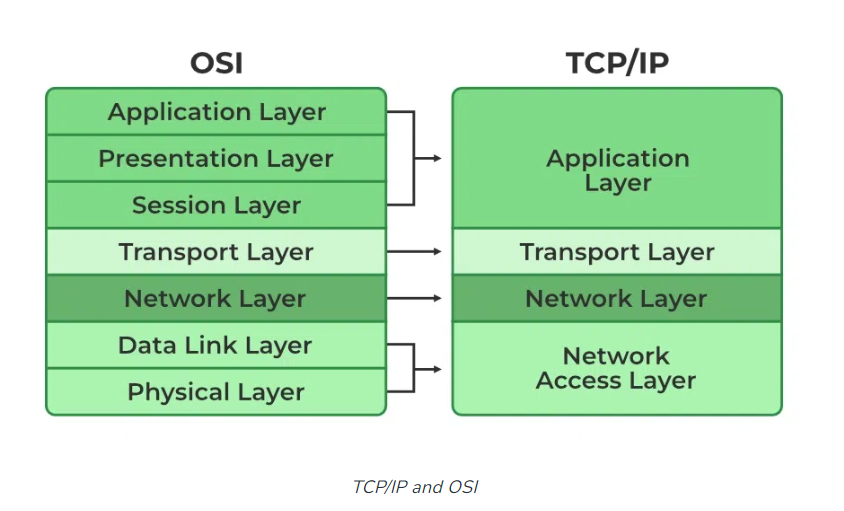 OSI
TCP/IP
Application Layer
Presentation Layer
Session Layer
Transport Layer
Network Layer
Data Link Layer
Physical Layer
Application
Layer
Transport Layer
Network Layer
Network
Access Layer
TCP/IP and OSI